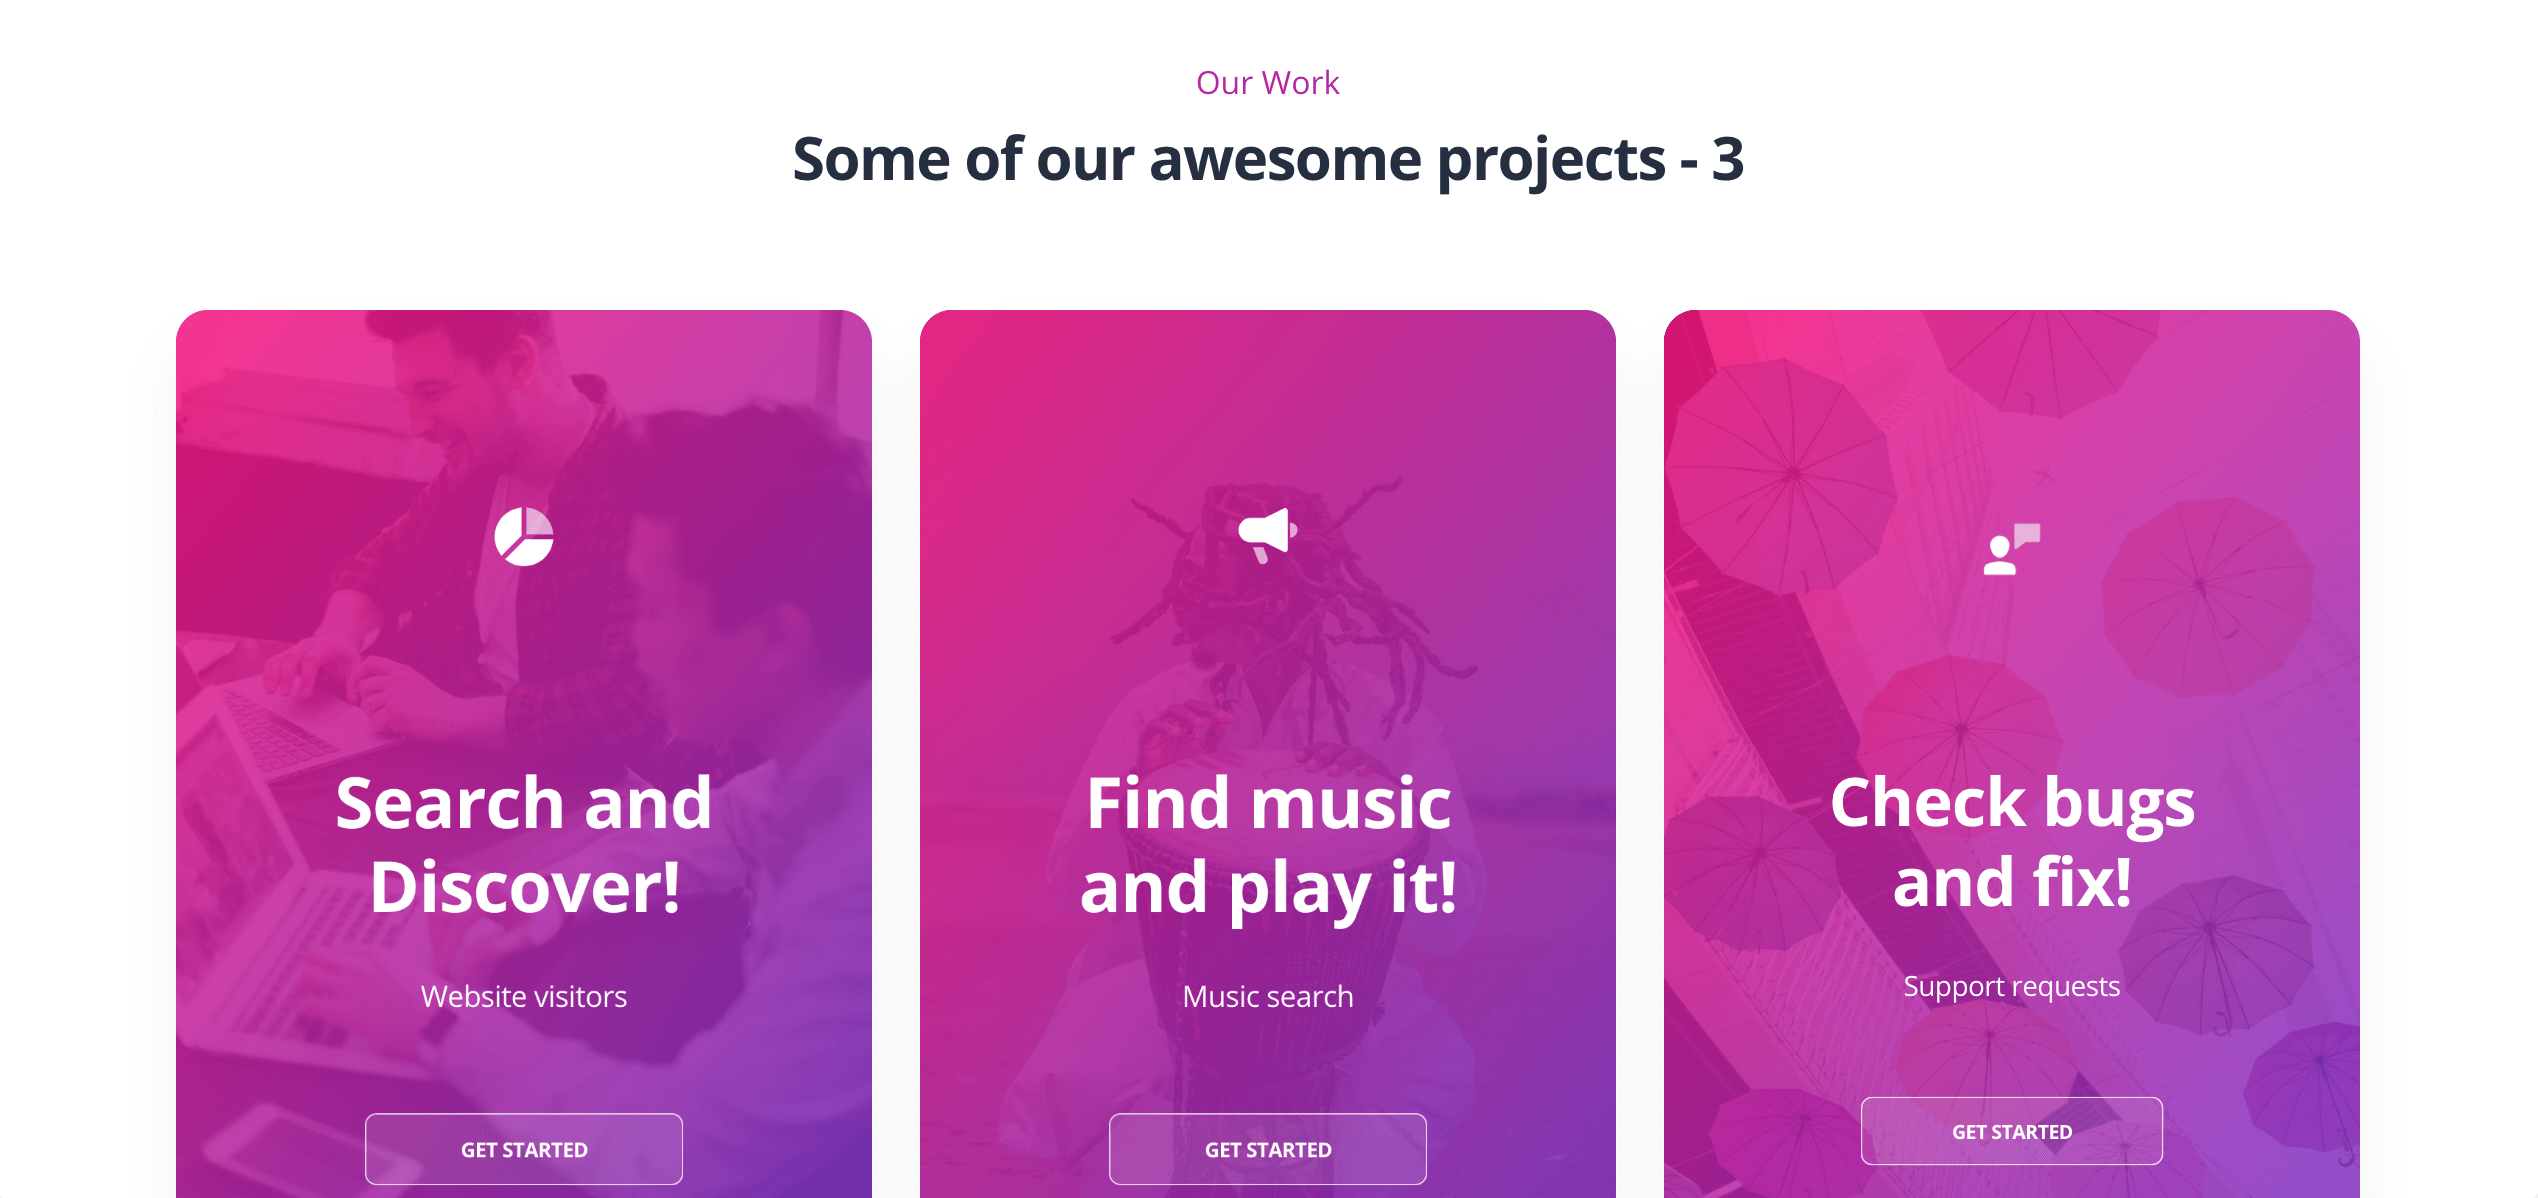 Our Work
Some of our awesome projects - 3
Search and
Discover!
Website visitors
GET STARTED
Find music
and play it!
Music search
GET STARTED
Check bugs
and fix!
Support requests
GET STARTED